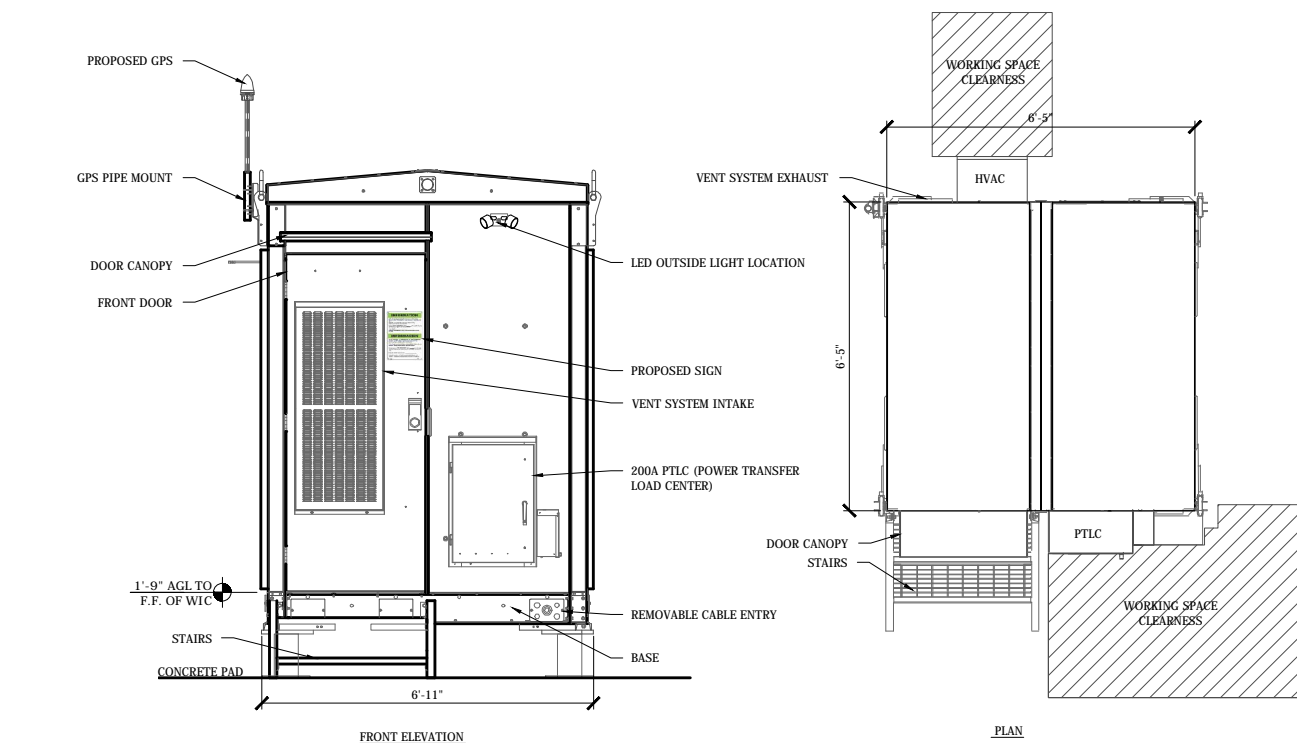 PROPOSED GPS
GPS PIPE MOUNT
DOOR CANOPY
FRONT DOOR
1'-9" AGL TO
F.F. OF WIC
STAIRS
CONCRETE PAD
6'-11"
FRONT ELEVATION
LED OUTSIDE LIGHT LOCATION
PROPOSED SIGN
VENT SYSTEM INTAKE
200A PTLC (POWER TRANSFER
LOAD CENTER)
REMOVABLE CABLE ENTRY
BASE
WORKING SPACE
CLEARNESS
6'-5"
VENT SYSTEM EXHAUST
HVAC
6'-5"
DOOR CANOPY
STAIRS
PTLC
WORKING SPACE
CLEARNESS
PLAN